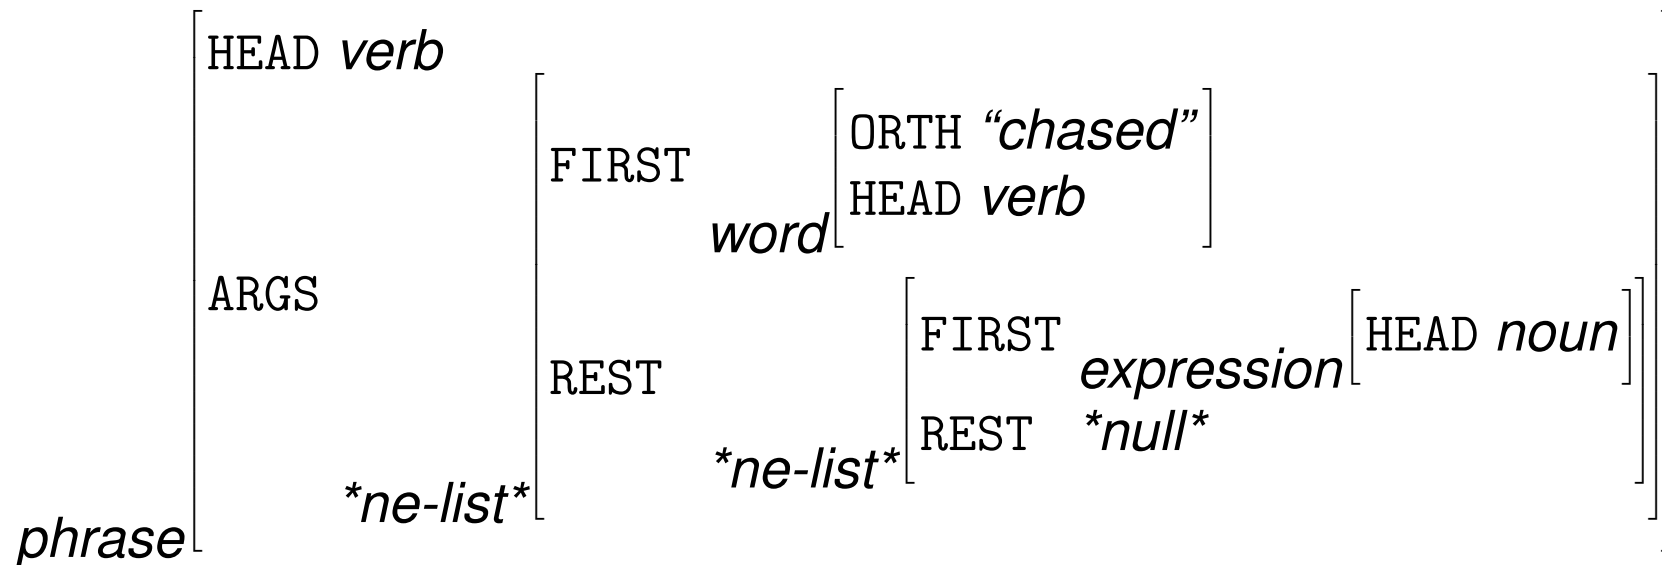 HEAD verb
ORTH “chased”
FIRST
HEAD verb
word
ARGS
FIRST expression HEAD noun
REST
REST *null*
*ne-list*
*ne-list*
phrase